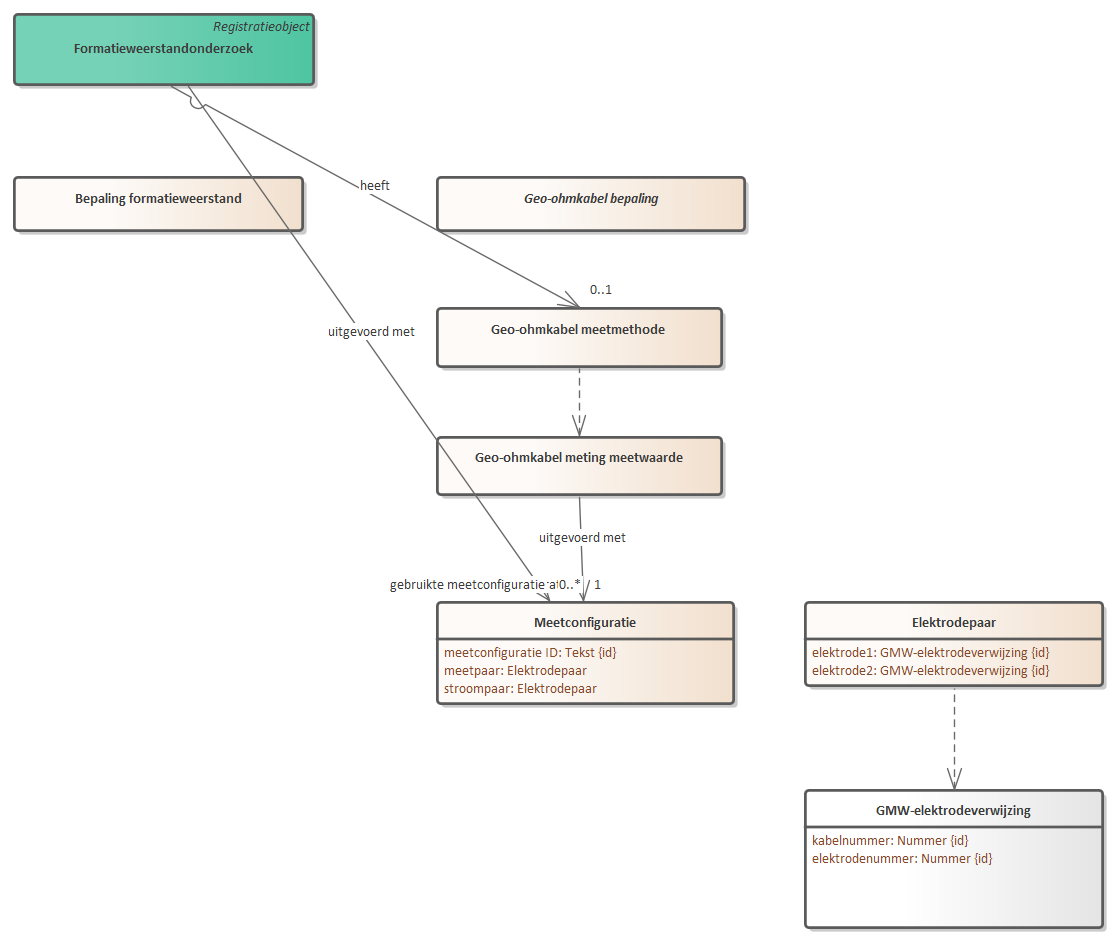 Registratieobject
Formatieweerstandonderzoek
Bepaling formatieweerstand
Geo-ohmkabel bepaling
heeft
0..1
Geo-ohmkabel meetmethode
uitgevoerd met
Geo-ohmkabel meting meetwaarde
uitgevoerd met
gebruikte meetconfiguratie 0..* 1
Meetconfiguratie
meetconfiguratie ID: Tekst {id}
meetpaar: Elektrodepaar
stroompaar: Elektrodepaar
Elektrodepaar
elektrode1: GMW-elektrodeverwijzing {id}
elektrode2: GMW-elektrodeverwijzing {id}
GMW-elektrodeverwijzing
kabelnummer: Nummer {id}
elektrodenummer: Nummer {id}